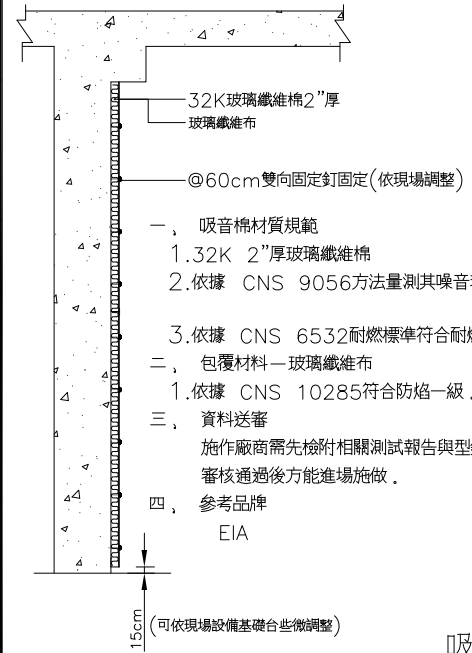 32K玻璃纖維棉2"厚
玻璃纖維布
@60cm雙向固定釘固定(依現場調整)
一、 吸音棉材質規範
1.32K 2"厚玻璃纖維棉
2.依據 CNS 9056方法量測其噪音
3.依據 CNS 6532耐燃標準符合耐燃
二、 包覆材料－玻璃纖維布
1.依據 CNS 10285符合防焰一級.
三、 資料送審
施作廠商需先檢附相關測試報告與型
審核通過後方能進場施做.
四、 參考品牌
EIA
15cm
(可依現場設備基礎台些微調整)
吸